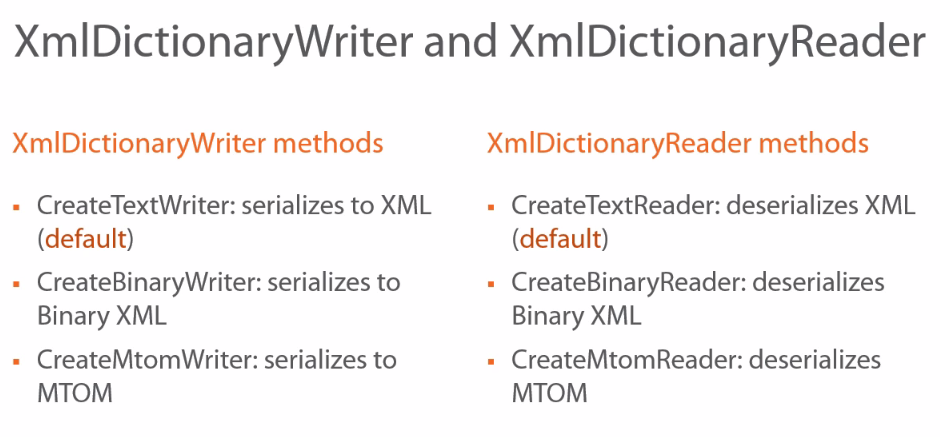 XmlDictionaryWriter and XmlDictionaryReader
XmlDictionaryWriter methods
▪ CreateTextWriter: serializes to XML
(default)
▪ CreateBinaryWriter: serializes to
Binary XML
▪ CreateMtomWriter: serializes to
MTOM
XmlDictionaryReader methods
▪ CreateTextReader: deserializes XML
(default)
▪ CreateBinaryReader: deserializes
Binary XML
▪ CreateMtomReader: deserializes
MTOM